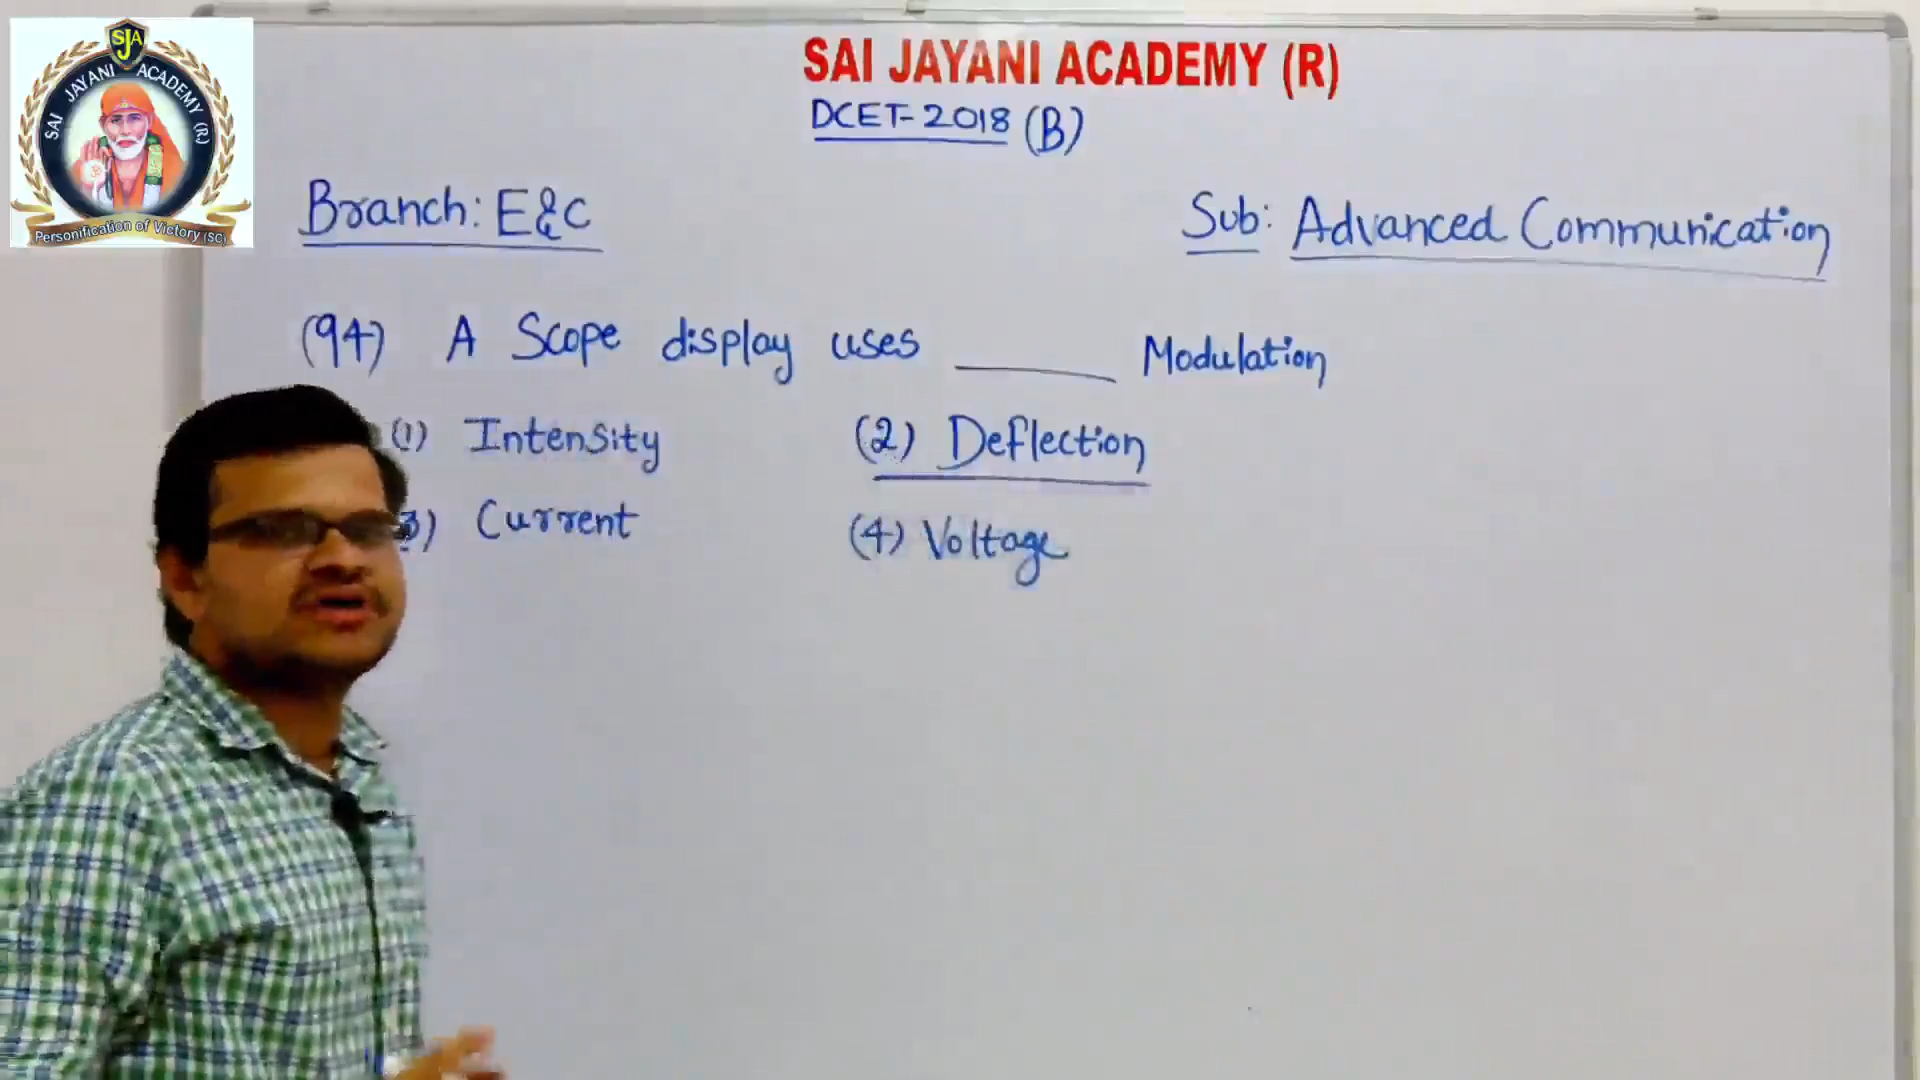 SJA
SAI JAYANI ACADEMY (R)
Personification of Victory (SC)
SAI JAYANI ACADEMY (R)
DCET-2018 (B)
Branch: E&C
Sub: Advanced Communication
(94) A Scope display uses ____ Modulation
(1) Intensity (2) Deflection
3) Current (4) Voltage